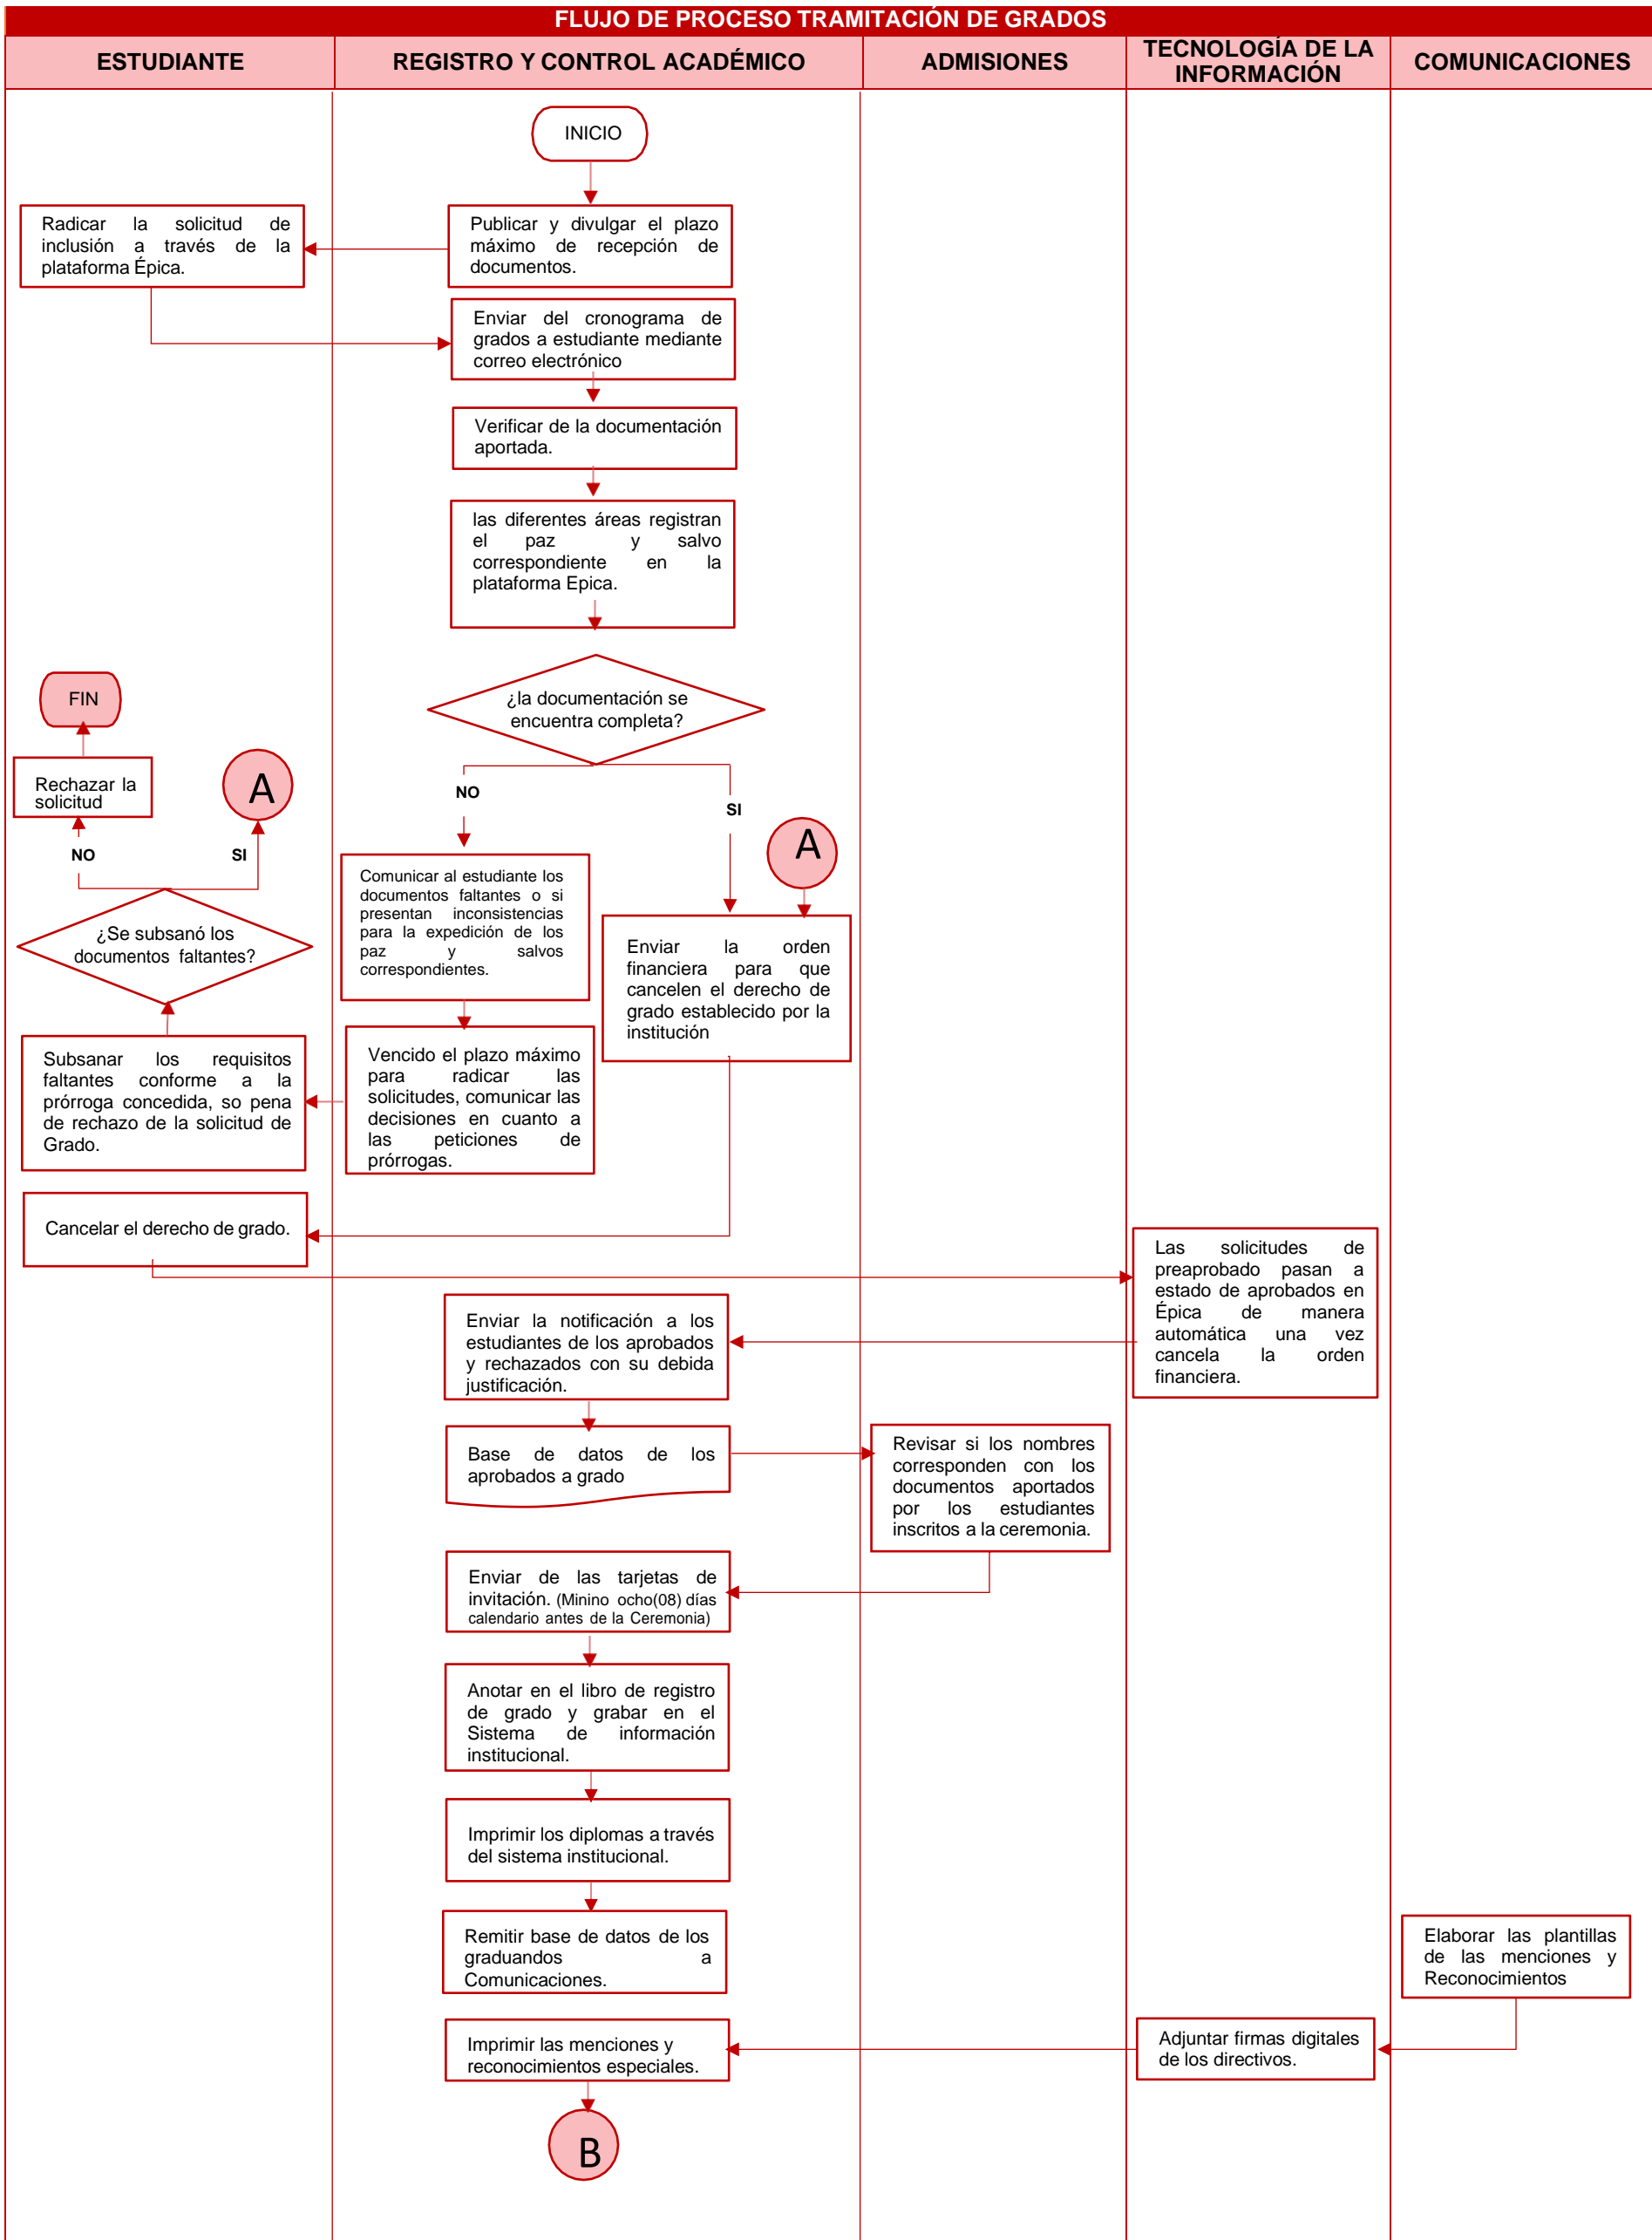 FLUJO DE PROCESO TRAMITACIÓN DE GRADOS
ESTUDIANTE
REGISTRO Y CONTROL ACADÉMICO
ADMISIONES
TECNOLOGÍA DE LA
INFORMACIÓN
COMUNICACIONES
INICIO
Radicar la solicitud de
inclusión a través de la
plataforma Épica.
Publicar y divulgar el plazo
máximo de recepción de
documentos.
Enviar del cronograma de
grados a estudiante mediante
correo electrónico
Verificar de la documentación
aportada.
las diferentes áreas registran
el paz y salvo
correspondiente en la
plataforma Epica.
¿la documentación se
encuentra completa?
FIN
Rechazar la
solicitud
A
NO
SI
NO
SI
A
¿Se subsanó los
documentos faltantes?
Comunicar al estudiante los
documentos faltantes o si
presentan inconsistencias
para la expedición de los
paz y salvos
correspondientes.
Enviar la orden
financiera para que
cancelen el derecho de
grado establecido por la
institución
Subsanar los requisitos
faltantes conforme a la
prórroga concedida, so pena
de rechazo de la solicitud de
Grado.
Vencido el plazo máximo
para radicar las
solicitudes, comunicar las
decisiones en cuanto a
las peticiones de
prórrogas.
Cancelar el derecho de grado.
Las solicitudes de
preaprobado pasan a
estado de aprobados en
Épica de manera
automática una vez
cancela la orden
financiera.
Enviar la notificación a los
estudiantes de los aprobados
y rechazados con su debida
justificación.
Base de datos de los
aprobados a grado
Revisar si los nombres
corresponden con los
documentos aportados
por los estudiantes
inscritos a la ceremonia.
Enviar de las tarjetas de
invitación. (Minino ocho(08) días
calendario antes de la Ceremonia)
Anotar en el libro de registro
de grado y grabar en el
Sistema de información
institucional.
Imprimir los diplomas a través
del sistema institucional.
Remitir base de datos de los
graduandos a
Comunicaciones.
Elaborar las plantillas
de las menciones y
Reconocimientos
Imprimir las menciones y
reconocimientos especiales.
Adjuntar firmas digitales
de los directivos.
B